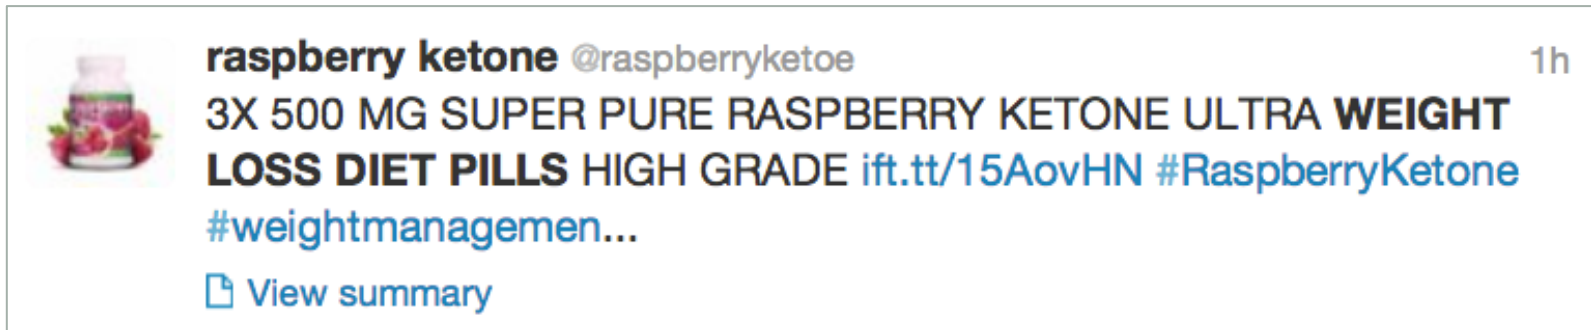 raspberry ketone @raspberryketoe 1h
3X 500 MG SUPER PURE RASPBERRY KETONE ULTRA WEIGHT
LOSS DIET PILLS HIGH GRADE ift.tt/15AovHN #RaspberryKetone
#weightmanagemen...
View summary